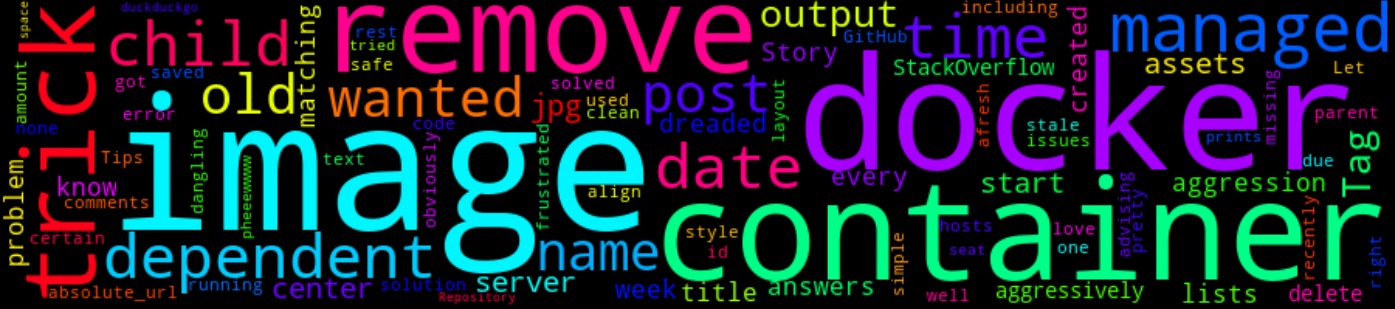 space
duckduckgo
trick
child
matching
rest
tried
safe
remove
output
Story
GitHub
including
time
created
managed
StackOverflow
assets
Let
amount
got
saved
error
old
wanted
solved
jpg
used
clean
post
dreaded
layout
docker
afresh
stale
issues
missing
prints
parent
none
problem
Tips
know
comments
dangling
pheeewwww
image
text
code
obviously
frustrated
align
date
every
start
aggression
due
Tag
certain
dependent
name
container
style
id
hosts
seat
love
one
advising
pretty
recently
right
absolute_url
running
center
solution
Repository
server
week
title
answers
simple
well
aggressively
lists
delete